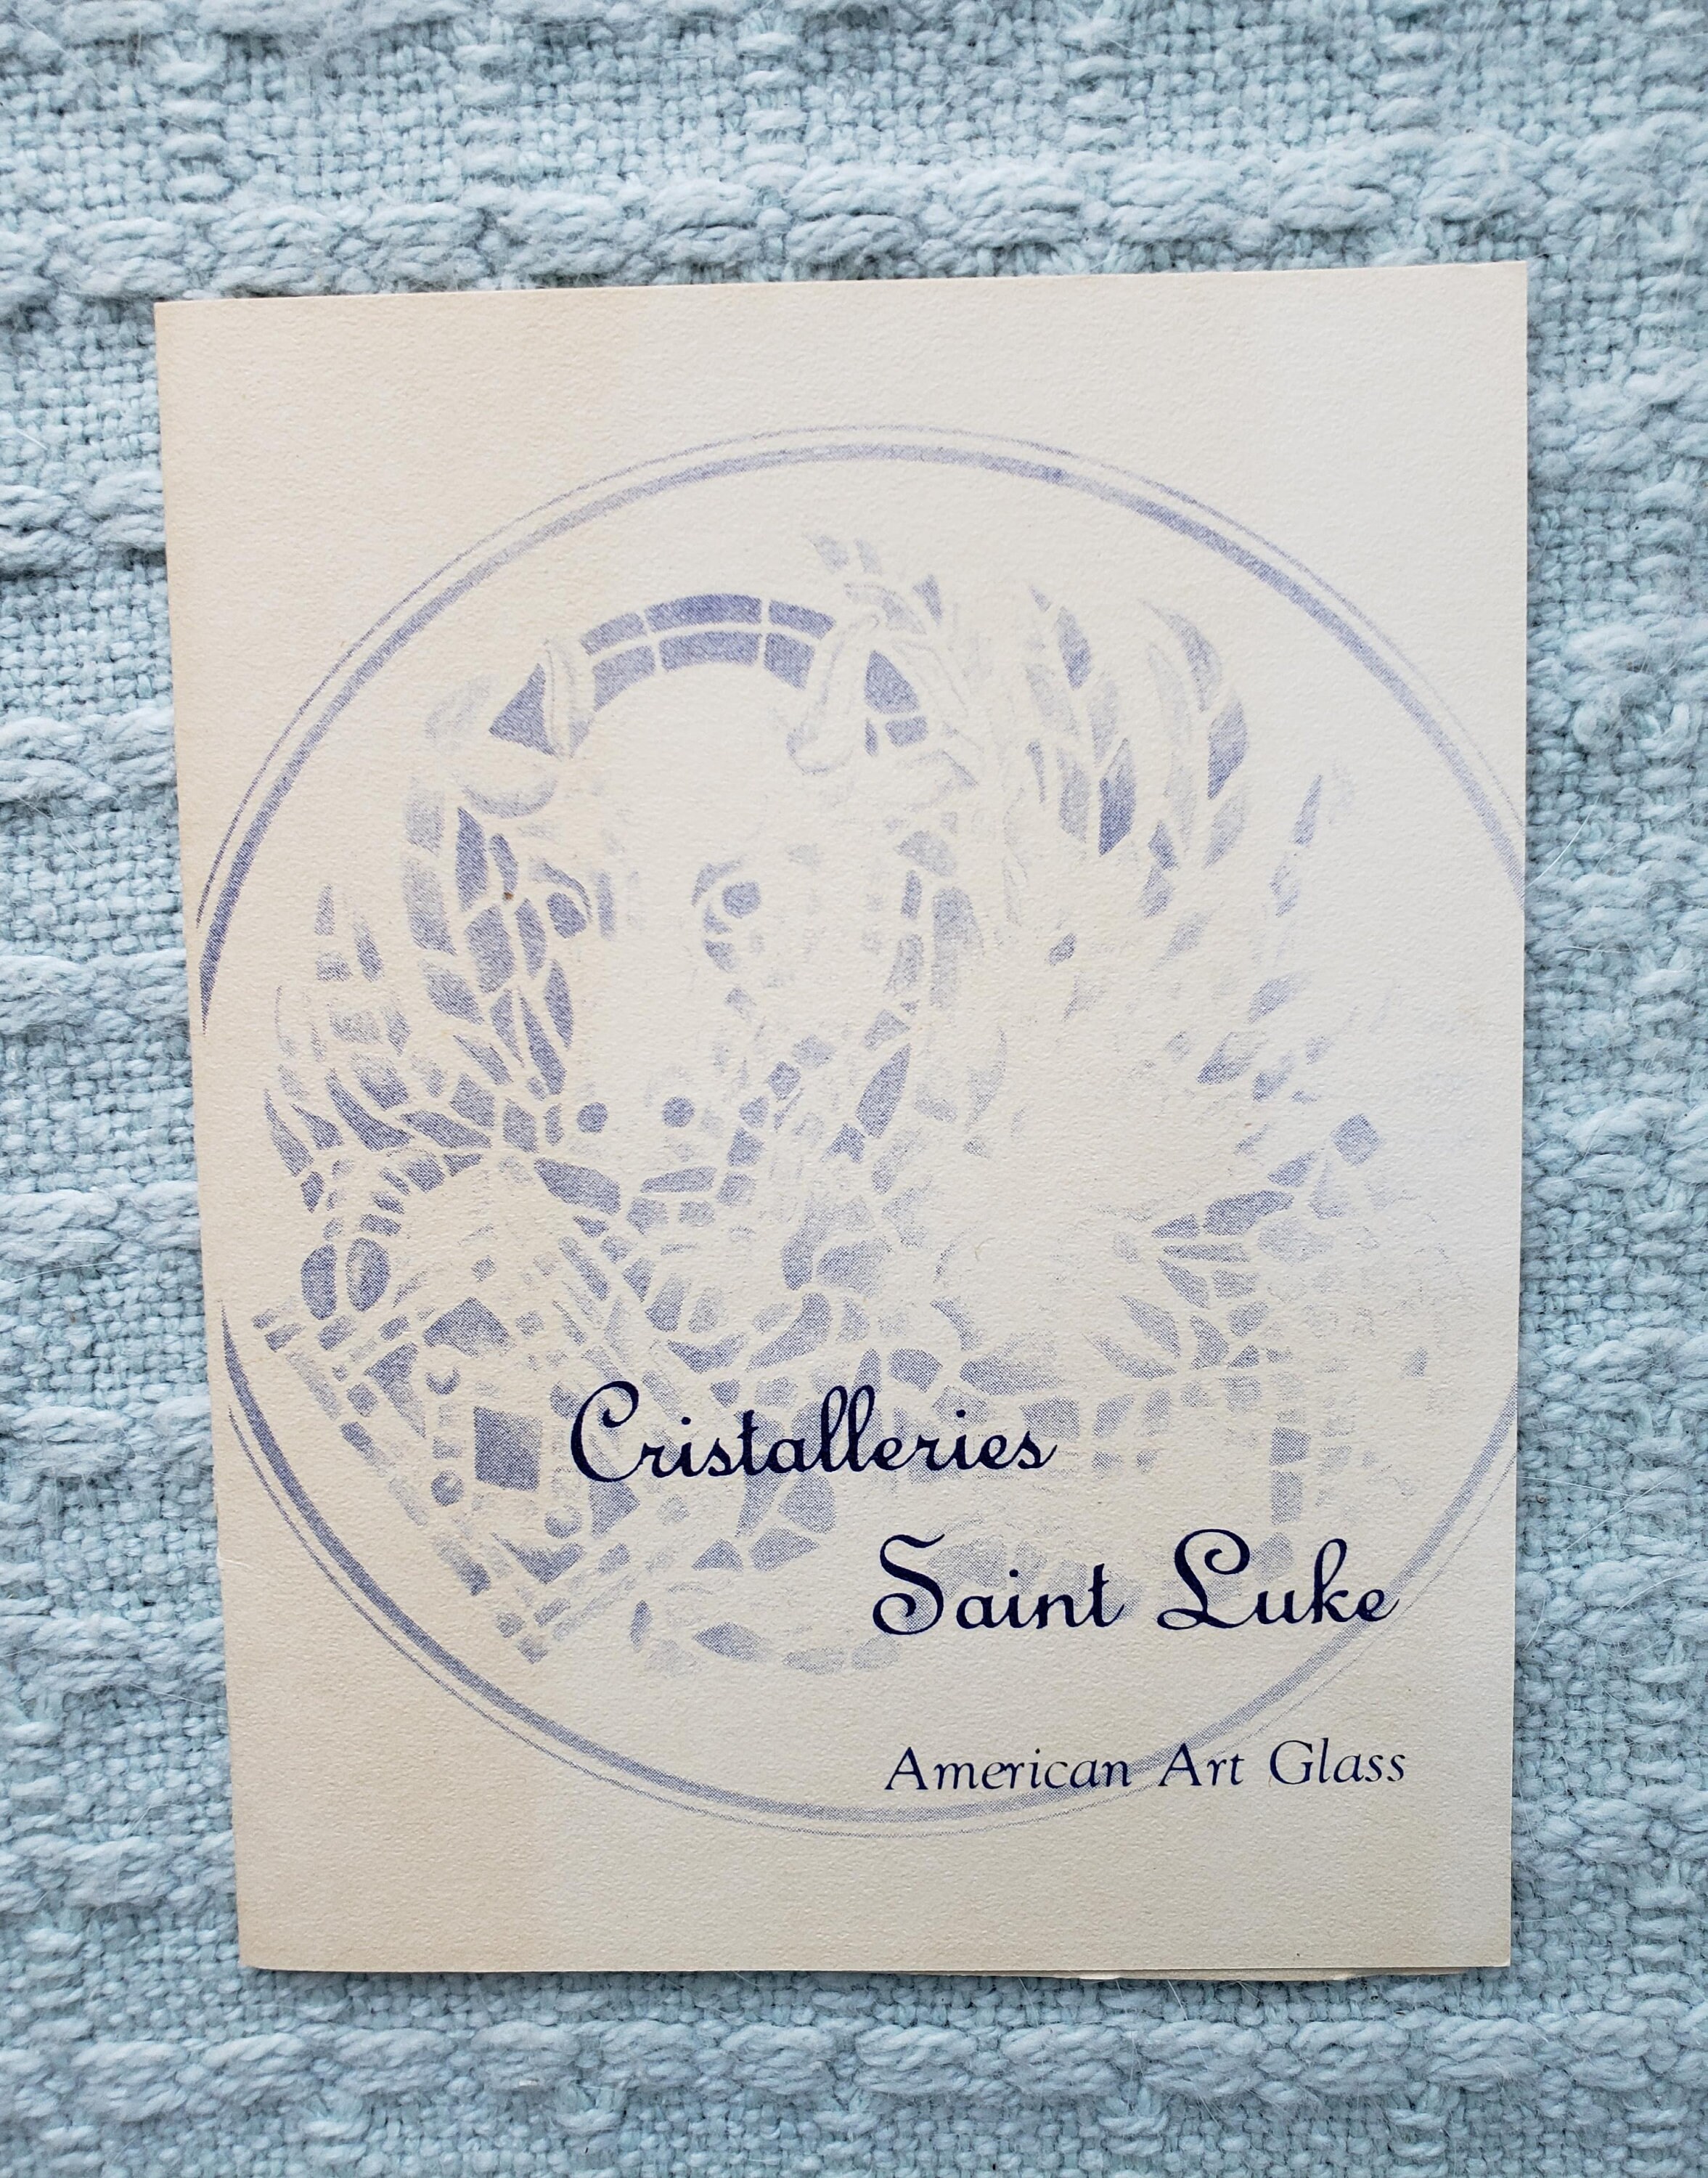 Cristalleries
Saint Luke
American Art Glass